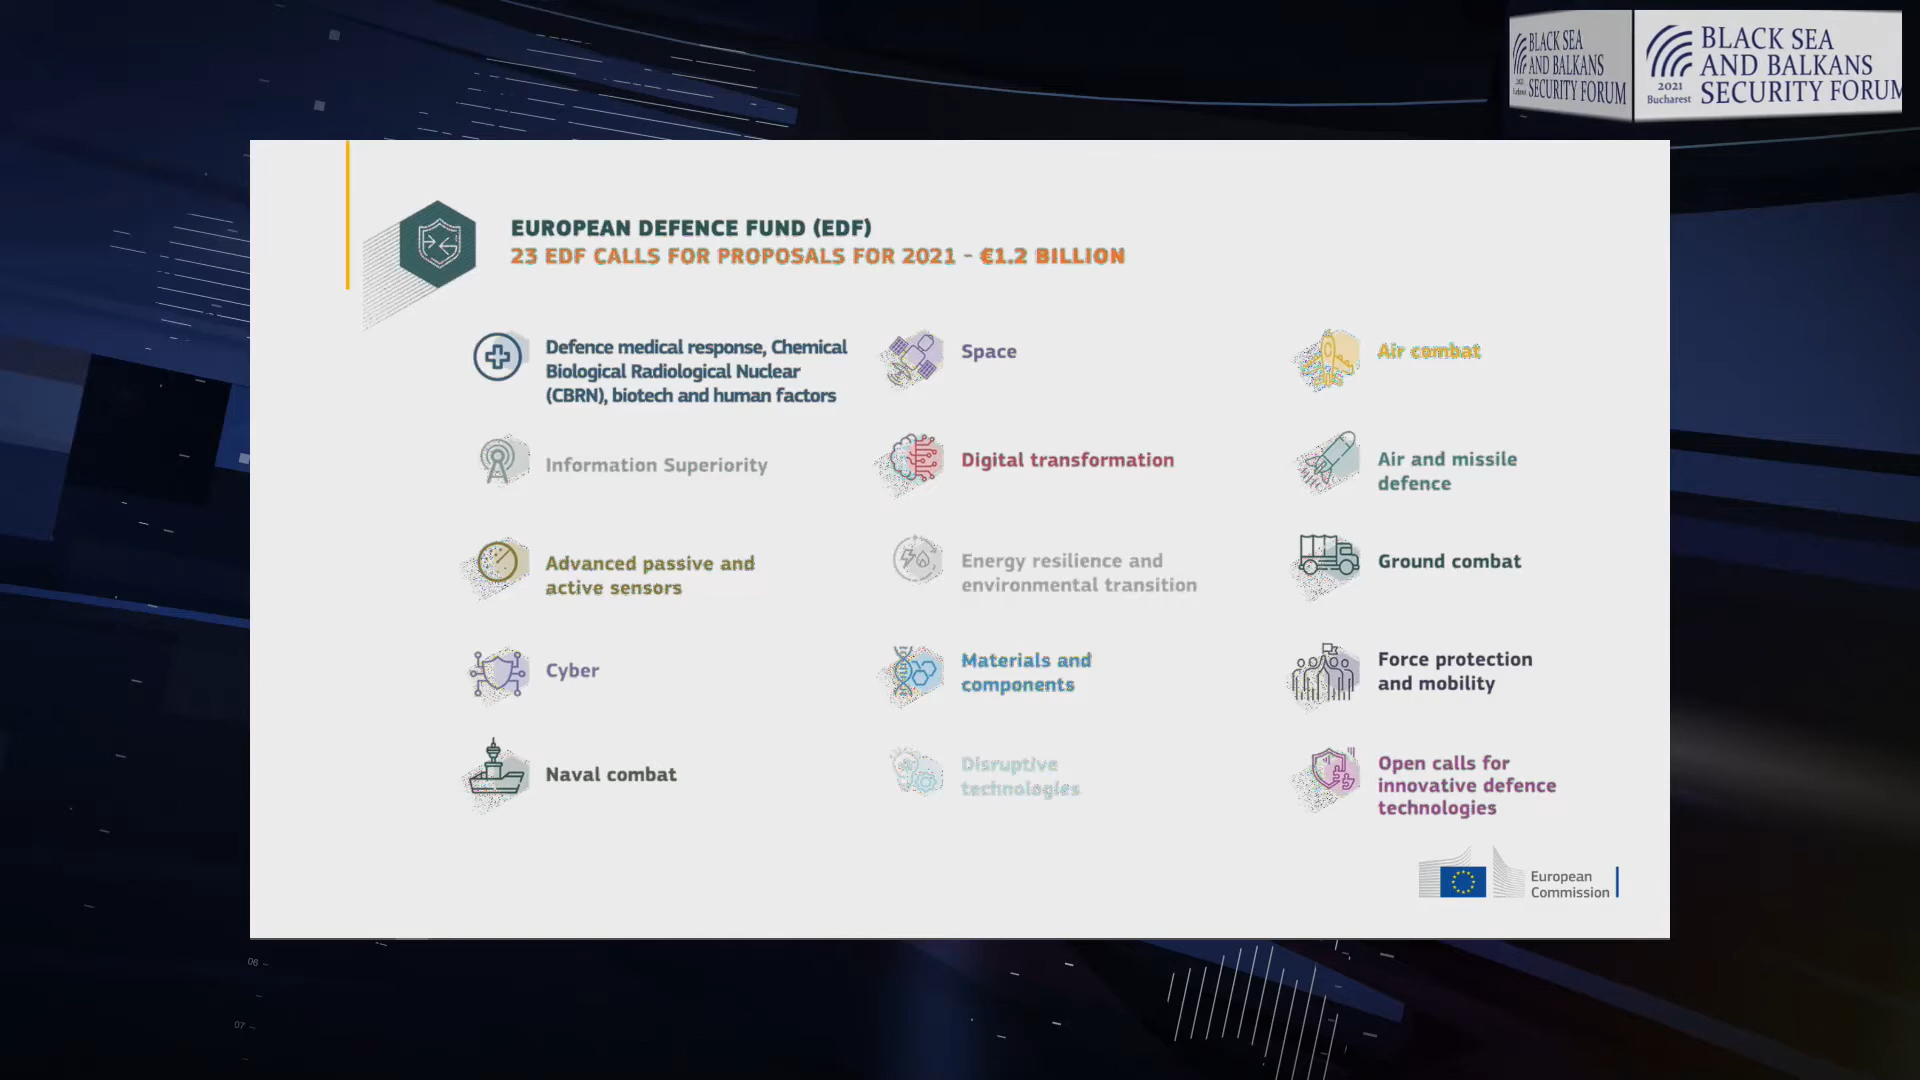 BLACK SEA
AND BALKANS
SECURITY FORUM
BLACK SEA
AND BALKANS
SECURITY FORUM
2021
Bucharest
EUROPEAN DEFENCE FUND (EDF)
23 EDF CALLS FOR PROPOSALS FOR 2021 - €1.2 BILLION
Defence medical response, Chemical
Biological Radiological Nuclear
(CBRN), biotech and human factors
Space
Air combat
Information Superiority
Digital transformation
Air and missile
defence
Advanced passive and
active sensors
Energy resilience and
environmental transition
Ground combat
Cyber
Materials and
components
Force protection
and mobility
Naval combat
Disruptive
technologies
Open calls for
innovative defence
technologies
European
Commission
06
07